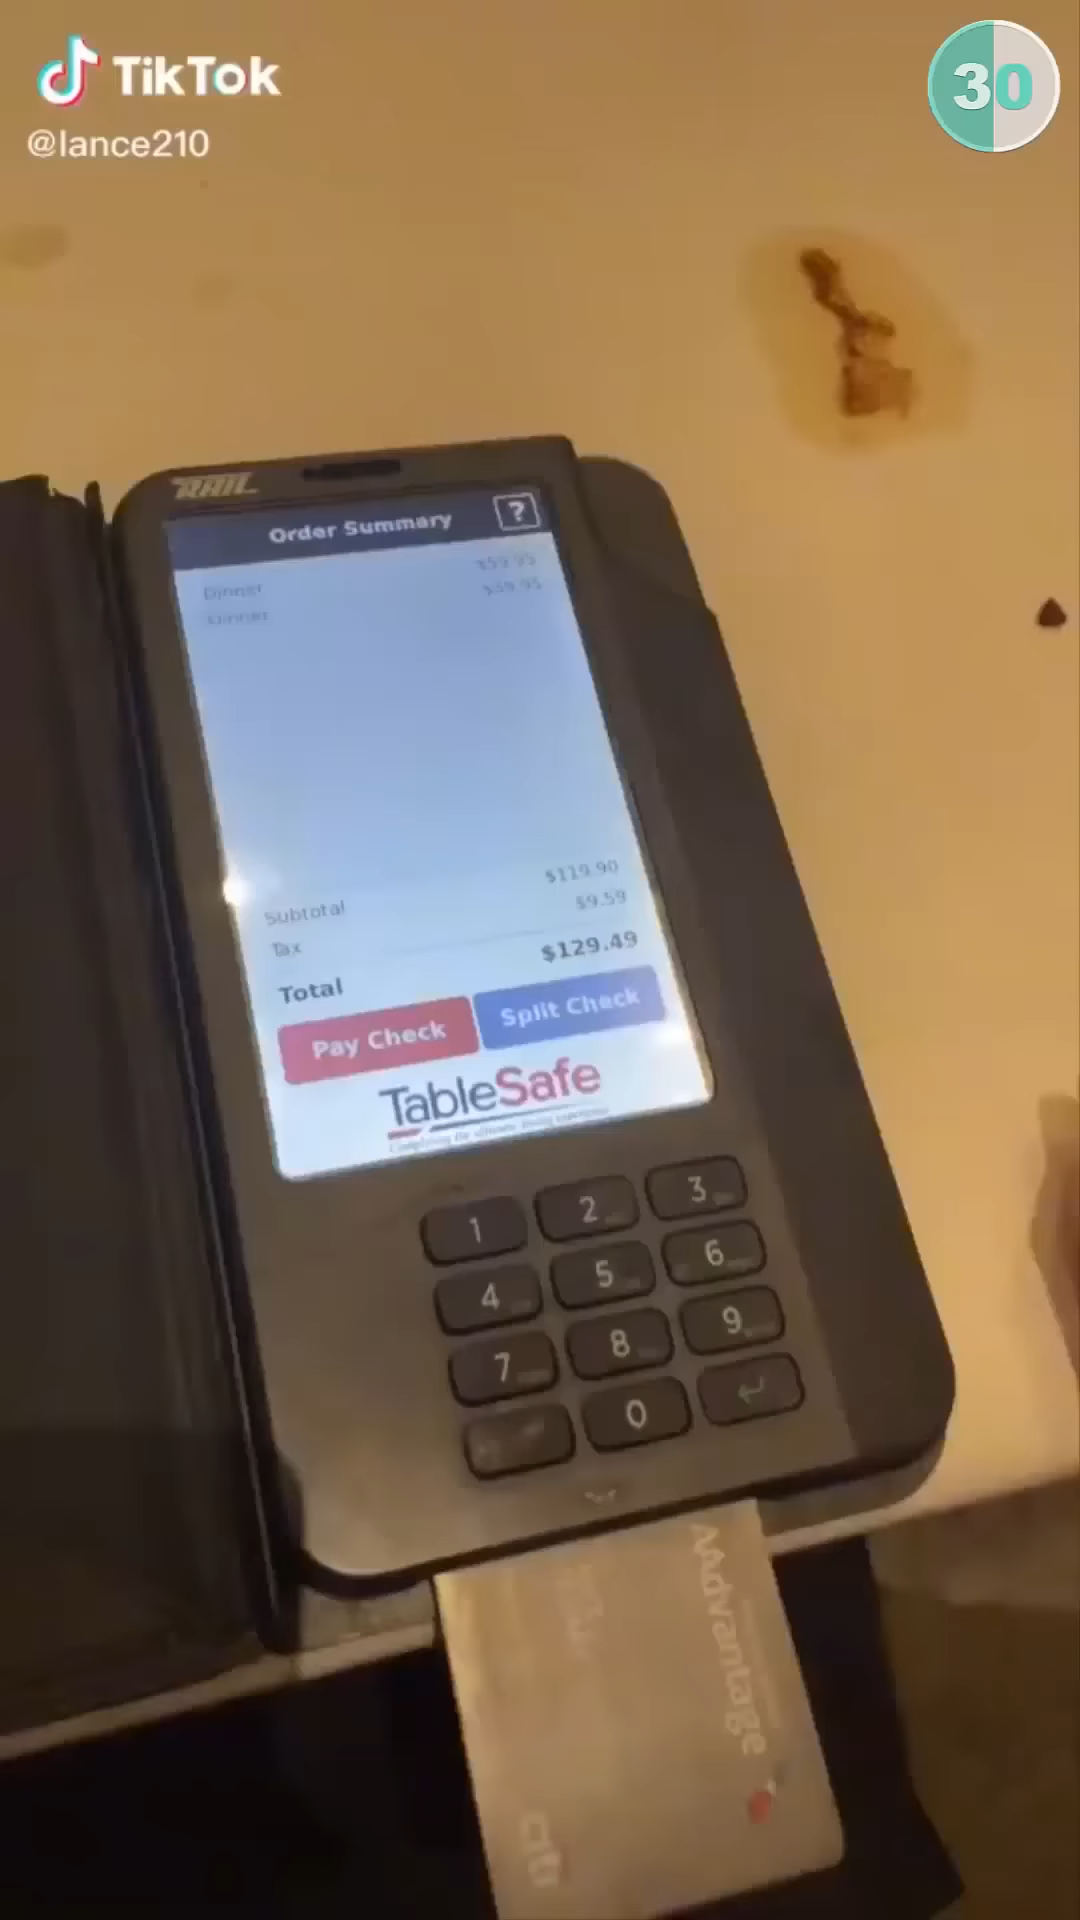 TikTok
@lance210
30
RAIL
Order Summary ?
Dinner $59.95
Dinner $59.95
Subtotal $119.90
Tax $9.59
Total $129.49
Pay Check Split Check
TableSafe
1 2 3
4 5 6
7 8 9
0
AAdvantage
citi